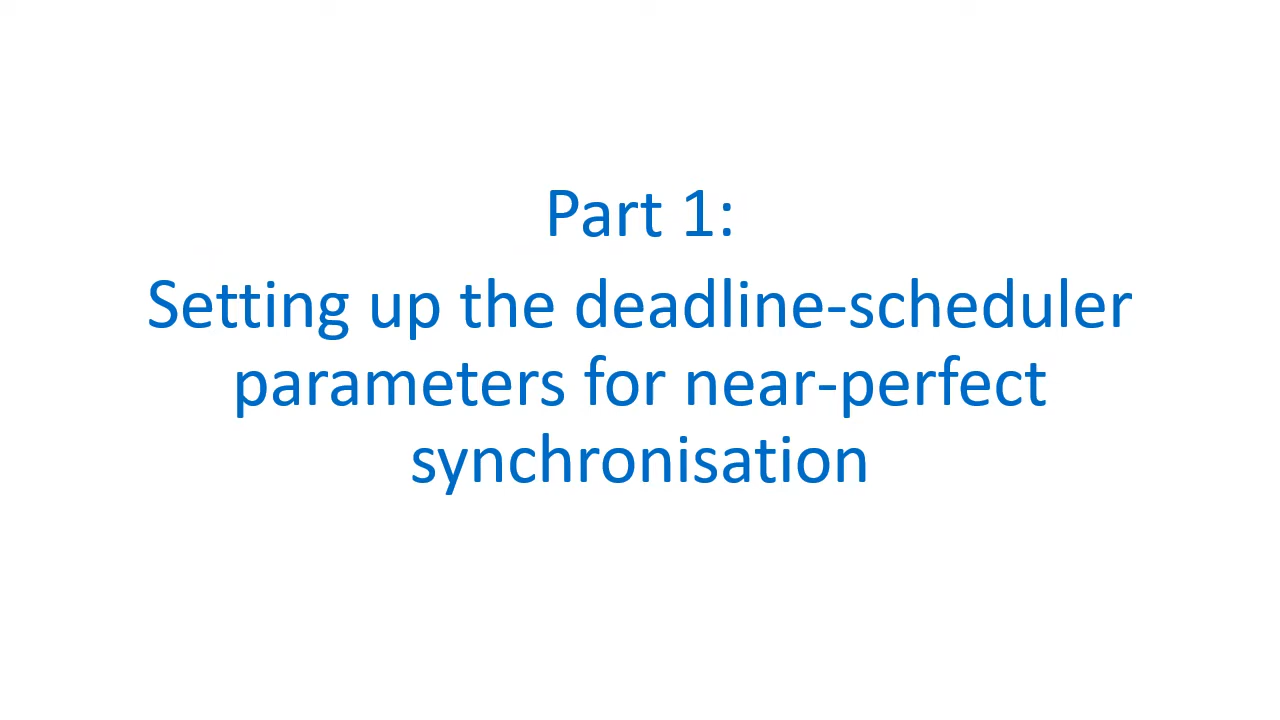 Part 1:
Setting up the deadline-scheduler
parameters for near-perfect
synchronisation